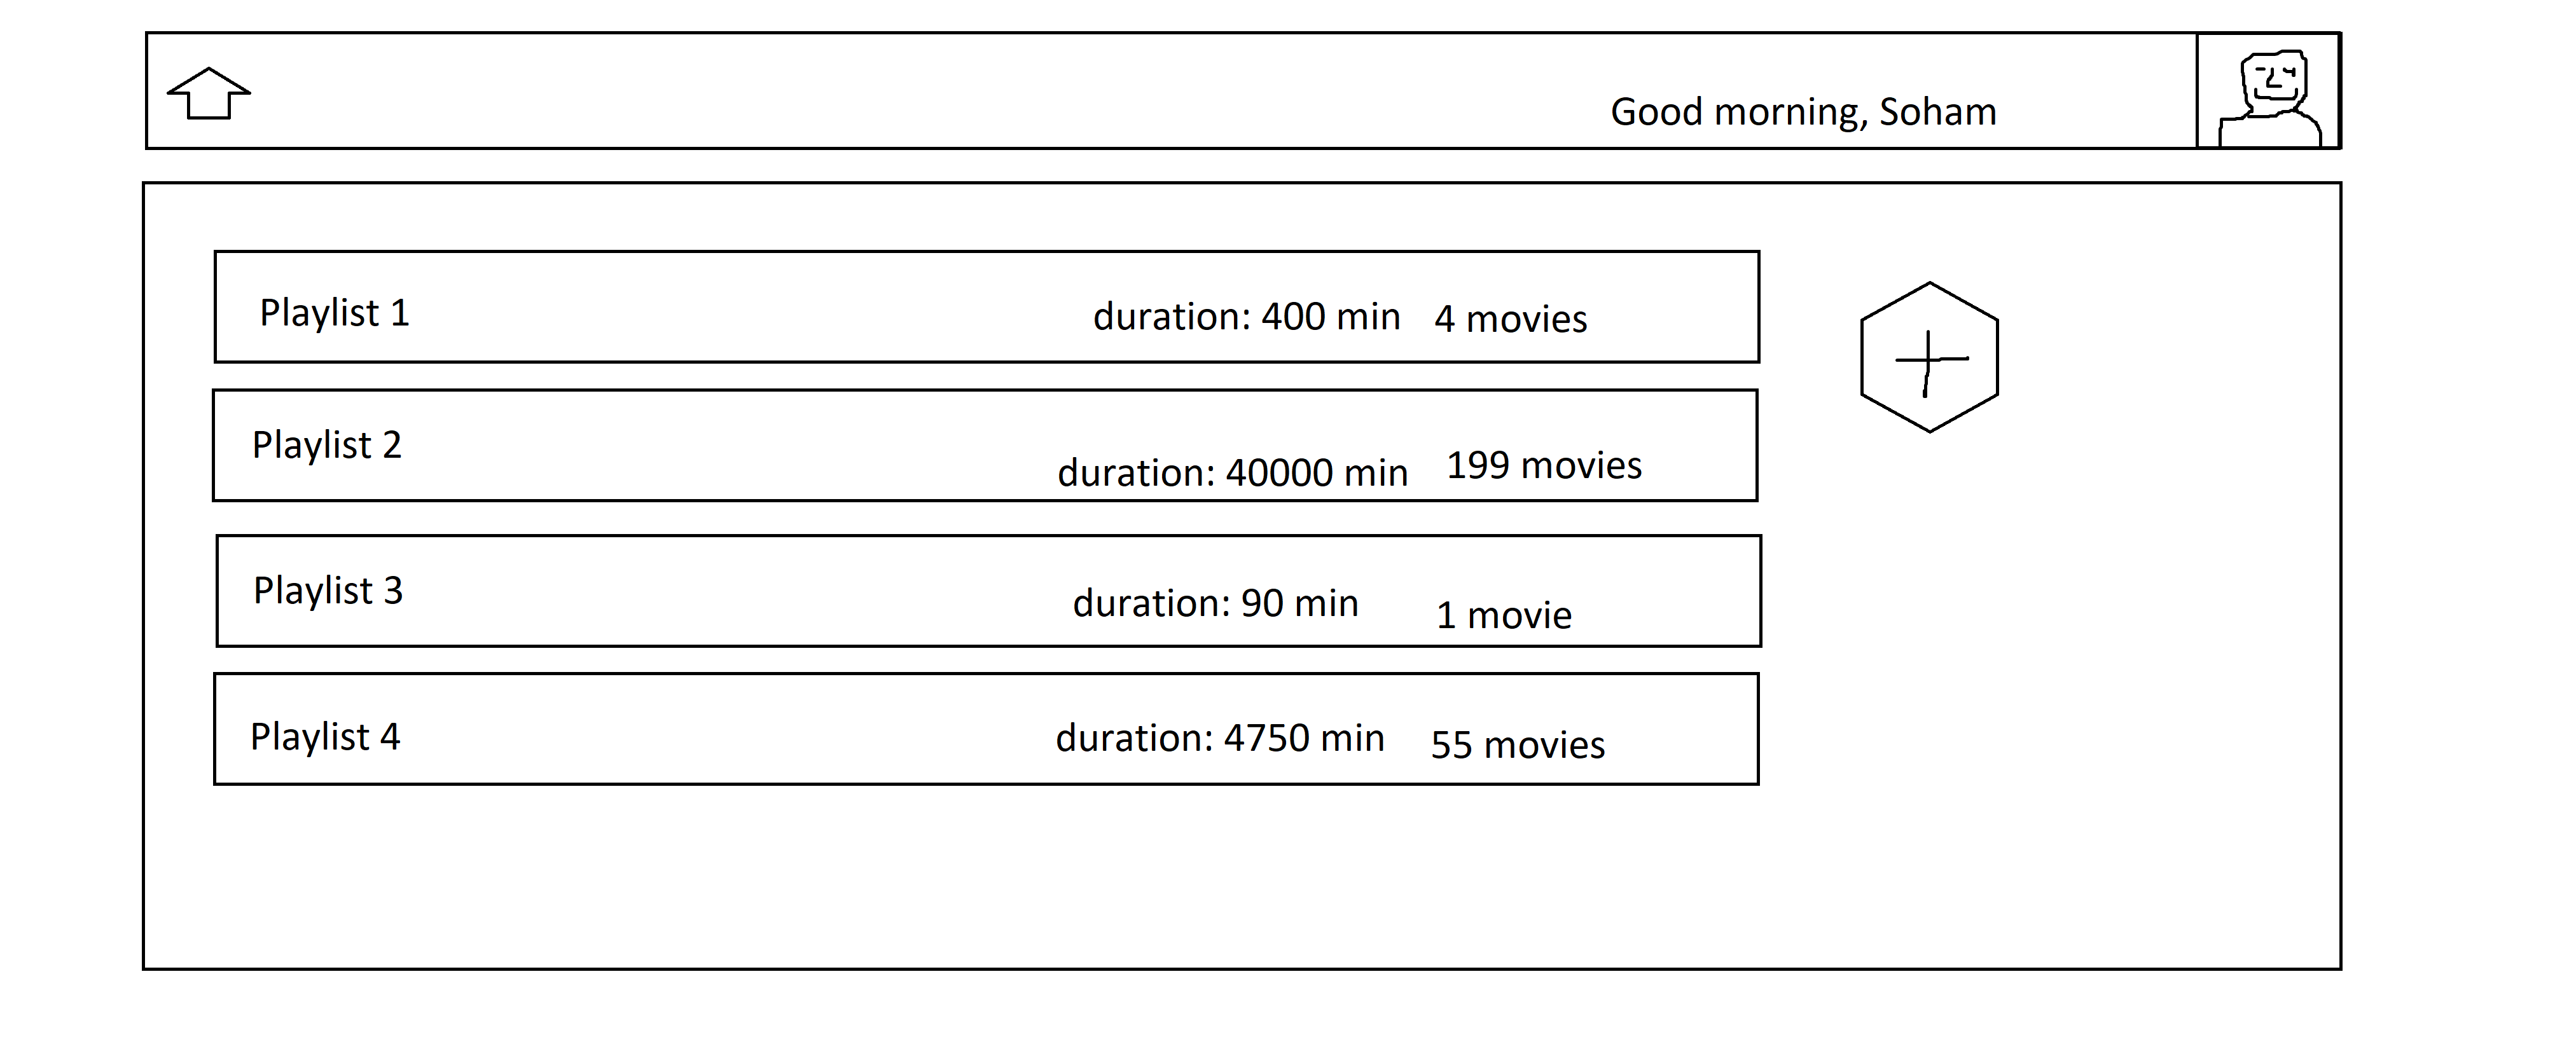 Good morning, Soham
Playlist 1 duration: 400 min 4 movies
Playlist 2 duration: 40000 min 199 movies
Playlist 3 duration: 90 min 1 movie
Playlist 4 duration: 4750 min 55 movies